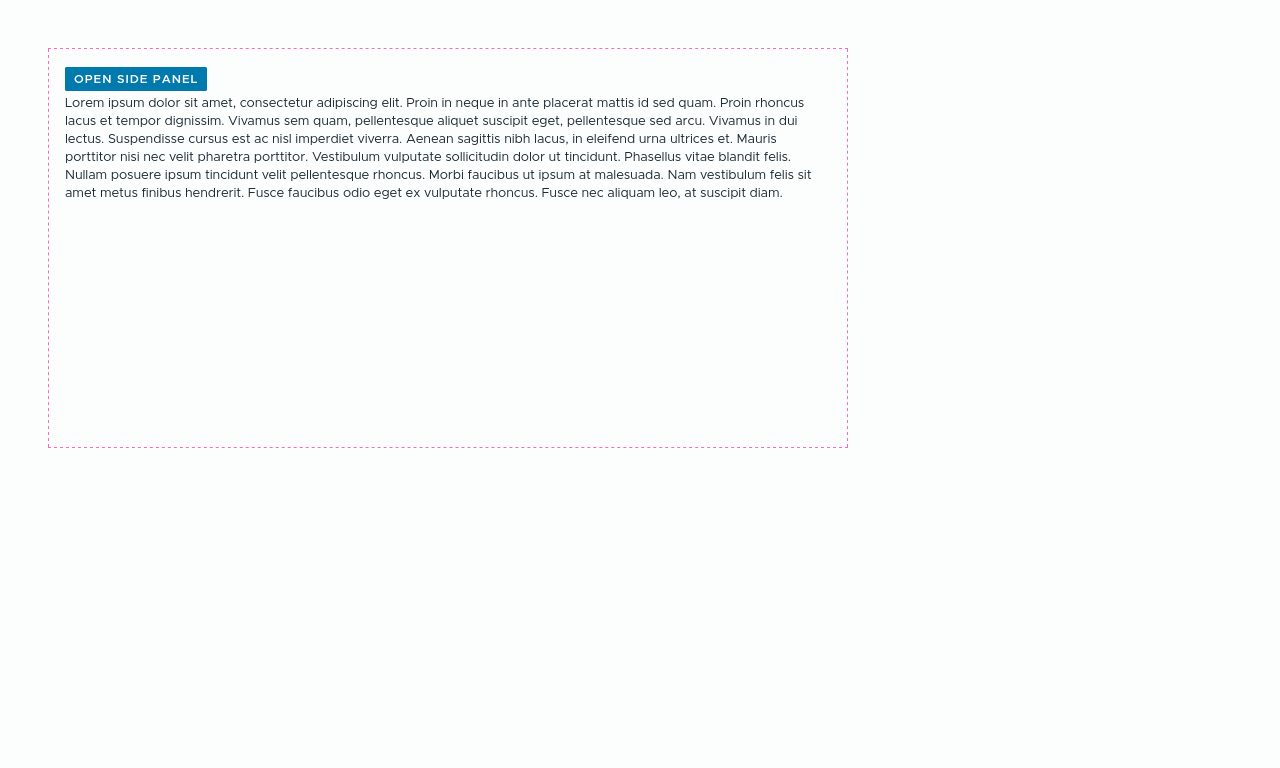 OPEN SIDE PANEL
Lorem ipsum dolor sit amet, consectetur adipiscing elit. Proin in neque in ante placerat mattis id sed quam. Proin rhoncus
lacus et tempor dignissim. Vivamus sem quam, pellentesque aliquet suscipit eget, pellentesque sed arcu. Vivamus in dui
lectus. Suspendisse cursus est ac nisl imperdiet viverra. Aenean sagittis nibh lacus, in eleifend urna ultrices et. Mauris
porttitor nisi nec velit pharetra porttitor. Vestibulum vulputate sollicitudin dolor ut tincidunt. Phasellus vitae blandit felis.
Nullam posuere ipsum tincidunt velit pellentesque rhoncus. Morbi faucibus ut ipsum at malesuada. Nam vestibulum felis sit
amet metus finibus hendrerit. Fusce faucibus odio eget ex vulputate rhoncus. Fusce nec aliquam leo, at suscipit diam.